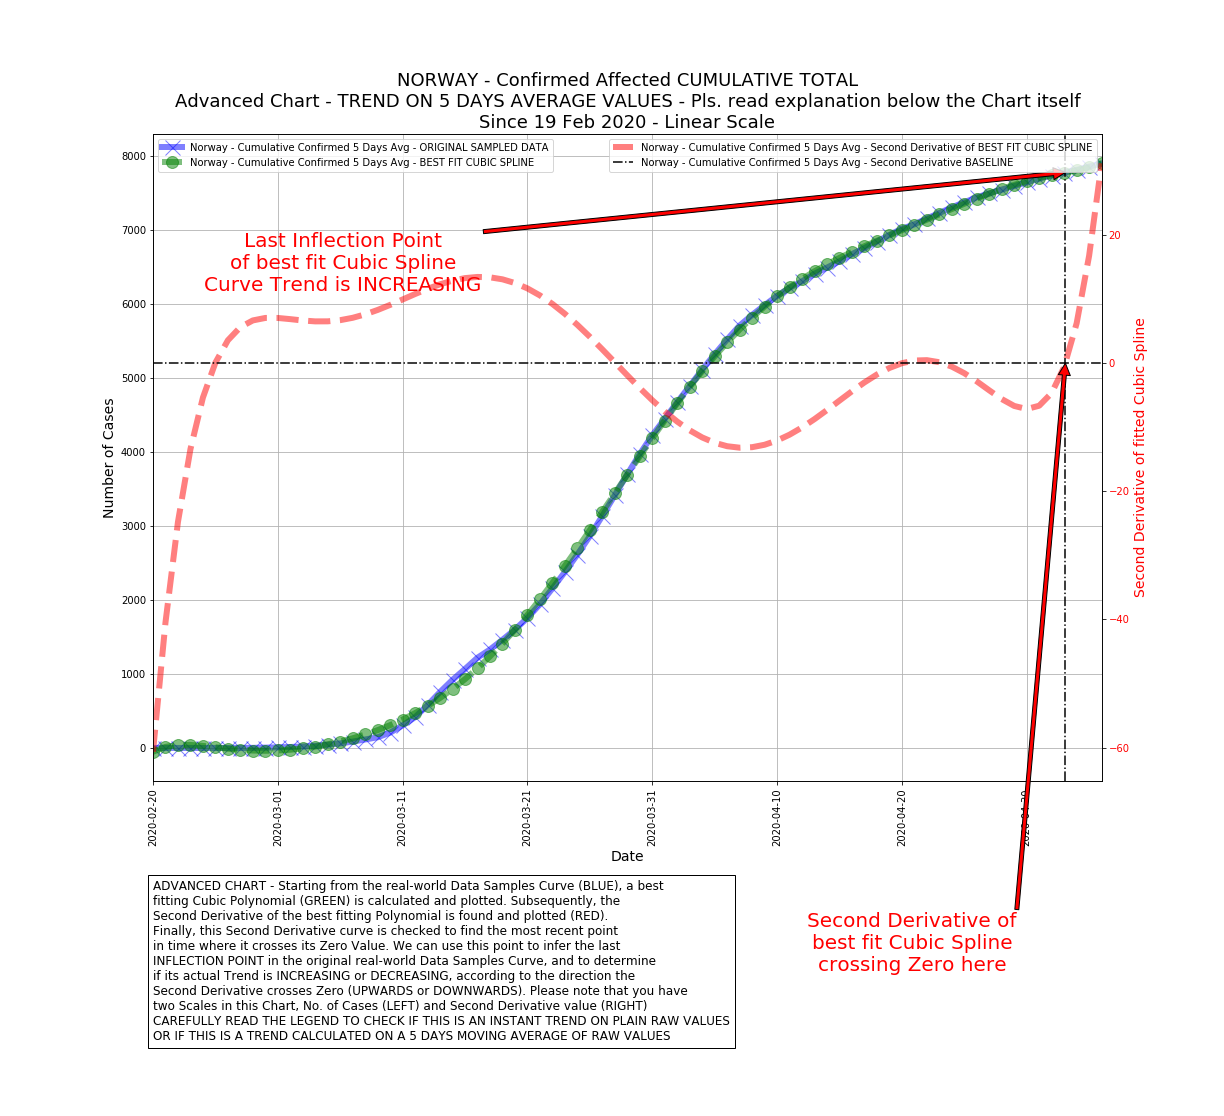 NORWAY - Confirmed Affected CUMULATIVE TOTAL
Advanced Chart - TREND ON 5 DAYS AVERAGE VALUES - Pls. read explanation below the Chart itself
Since 19 Feb 2020 - Linear Scale
Norway - Cumulative Confirmed 5 Days Avg - ORIGINAL SAMPLED DATA
Norway - Cumulative Confirmed 5 Days Avg - BEST FIT CUBIC SPLINE
Norway - Cumulative Confirmed 5 Days Avg - Second Derivative of BEST FIT CUBIC SPLINE
Norway - Cumulative Confirmed 5 Days Avg - Second Derivative BASELINE
Last Inflection Point
of best fit Cubic Spline
Curve Trend is INCREASING
Number of Cases
8000
7000
6000
5000
4000
3000
2000
1000
0
Second Derivative of fitted Cubic Spline
20
0
−20
−40
−60
2020-02-20
2020-03-01
2020-03-11
2020-03-21
2020-03-31
2020-04-10
2020-04-20
2020-04-30
Date
ADVANCED CHART - Starting from the real-world Data Samples Curve (BLUE), a best
fitting Cubic Polynomial (GREEN) is calculated and plotted. Subsequently, the
Second Derivative of the best fitting Polynomial is found and plotted (RED).
Finally, this Second Derivative curve is checked to find the most recent point
in time where it crosses its Zero Value. We can use this point to infer the last
INFLECTION POINT in the original real-world Data Samples Curve, and to determine
if its actual Trend is INCREASING or DECREASING, according to the direction the
Second Derivative crosses Zero (UPWARDS or DOWNWARDS). Please note that you have
two Scales in this Chart, No. of Cases (LEFT) and Second Derivative value (RIGHT)
CAREFULLY READ THE LEGEND TO CHECK IF THIS IS AN INSTANT TREND ON PLAIN RAW VALUES
OR IF THIS IS A TREND CALCULATED ON A 5 DAYS MOVING AVERAGE OF RAW VALUES
Second Derivative of
best fit Cubic Spline
crossing Zero here